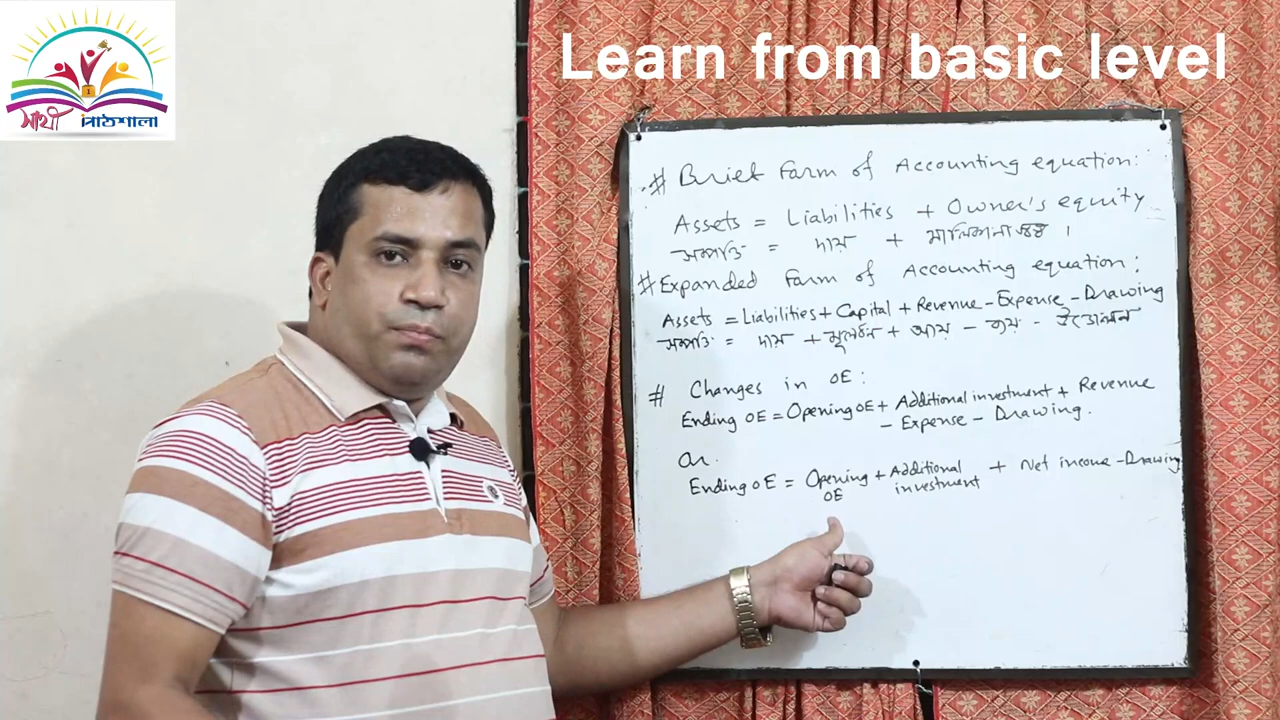 সাথী পাঠশালা
Learn from basic level
# Brief Form of Accounting equation:
Assets = Liabilities + Owner's equity
সম্পত্তি = দায় + মালিকানা স্বত্ব ।
# Expanded Form of Accounting equation:
Assets = Liabilities + Capital + Revenue - Expense - Drawing
সম্পত্তি = দায় + মূলধন + আয় - ব্যয় - উত্তোলন
# Changes in OE:
Ending OE = Opening OE + Additional investment + Revenue
- Expense - Drawing.
Or.
Ending OE = Opening OE + Additional investment + Net income - Drawing